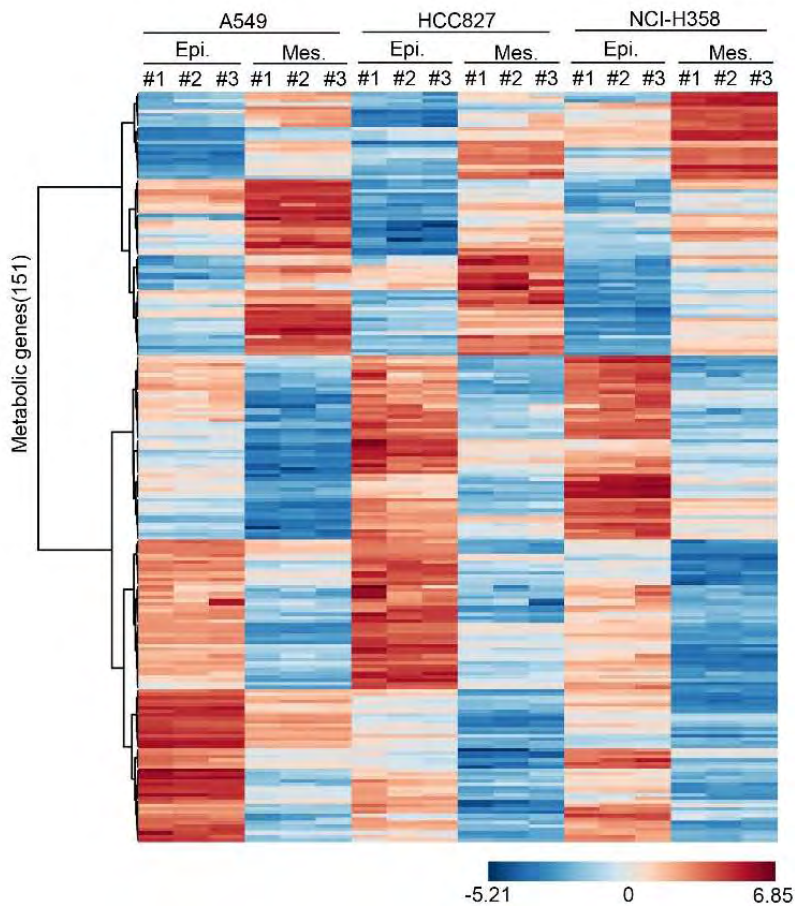 A549 HCC827 NCI-H358
Epi. Mes. Epi. Mes. Epi. Mes.
#1 #2 #3 #1 #2 #3 #1 #2 #3 #1 #2 #3 #1 #2 #3 #1 #2 #3
Metabolic genes(151)
-5.21 0 6.85